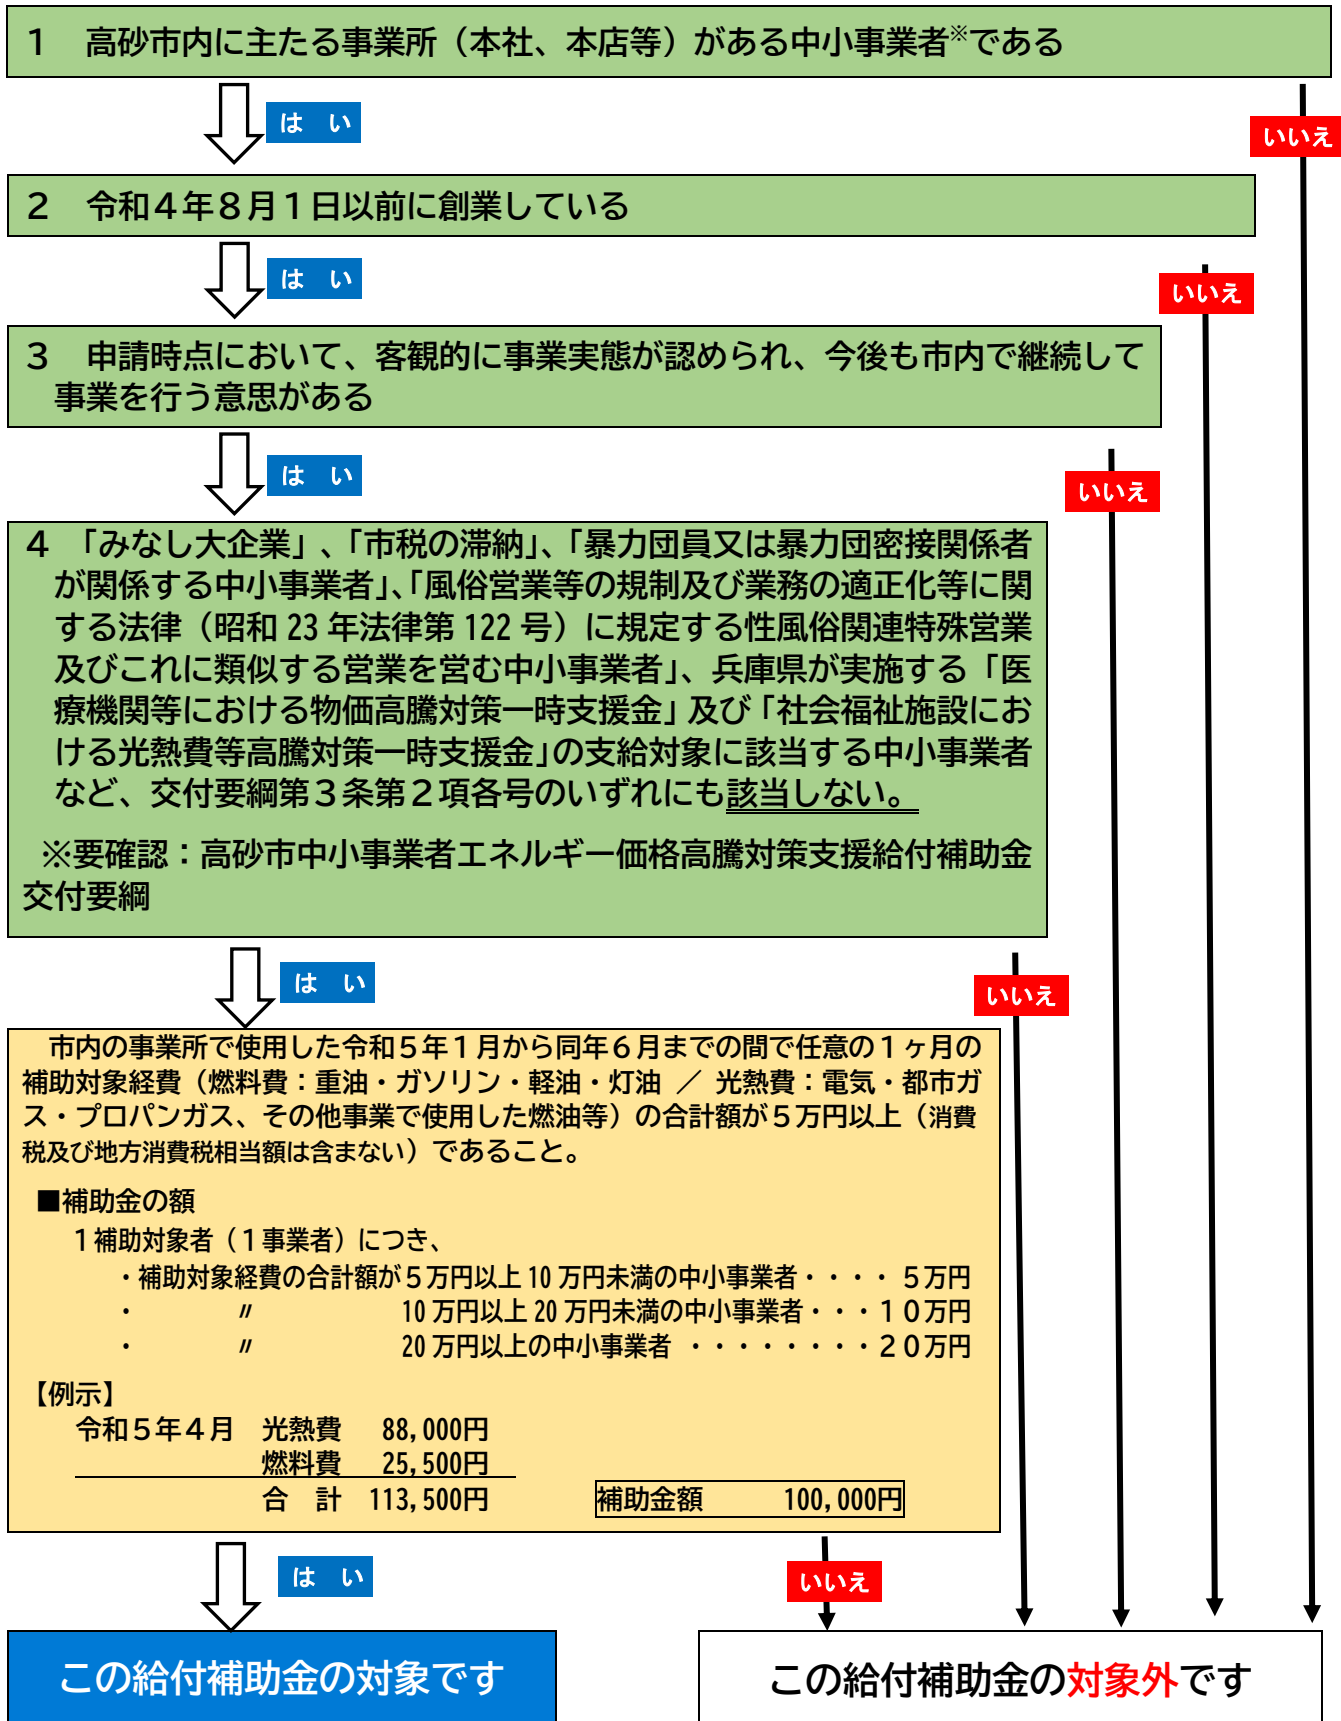 １　高砂市内に主たる事業所（本社、本店等）がある中小事業者※である
は　い
いいえ
２　令和４年８月１日以前に創業している
は　い
いいえ
３　申請時点において、客観的に事業実態が認められ、今後も市内で継続して
事業を行う意思がある
は　い
いいえ
４　「みなし大企業」、「市税の滞納」、「暴力団員又は暴力団密接関係者
が関係する中小事業者」、「風俗営業等の規制及び業務の適正化等に関
する法律（昭和 23 年法律第 122 号）に規定する性風俗関連特殊営業
及びこれに類似する営業を営む中小事業者」、兵庫県が実施する「医
療機関等における物価高騰対策一時支援金」及び「社会福祉施設にお
ける光熱費等高騰対策一時支援金」の支給対象に該当する中小事業者
など、交付要綱第３条第２項各号のいずれにも該当しない。
※要確認：高砂市中小事業者エネルギー価格高騰対策支援給付補助金
交付要綱
は　い
いいえ
市内の事業所で使用した令和５年１月から同年６月までの間で任意の１ヶ月の
補助対象経費（燃料費：重油・ガソリン・軽油・灯油 ／ 光熱費：電気・都市ガ
ス・プロパンガス、その他事業で使用した燃油等）の合計額が５万円以上（消費
税及び地方消費税相当額は含まない）であること。
■補助金の額
１補助対象者（１事業者）につき、
・補助対象経費の合計額が５万円以上 10 万円未満の中小事業者・・・・ ５万円
・　　　　〃　　　　　10 万円以上 20 万円未満の中小事業者・・・１０万円
・　　　　〃　　　　　20 万円以上の中小事業者 ・・・・・・・・２０万円
【例示】
令和５年４月　光熱費　88,000円
燃料費　25,500円
合　計　113,500円　　　補助金額　　　100,000円
は　い
いいえ
この給付補助金の対象です
この給付補助金の対象外です